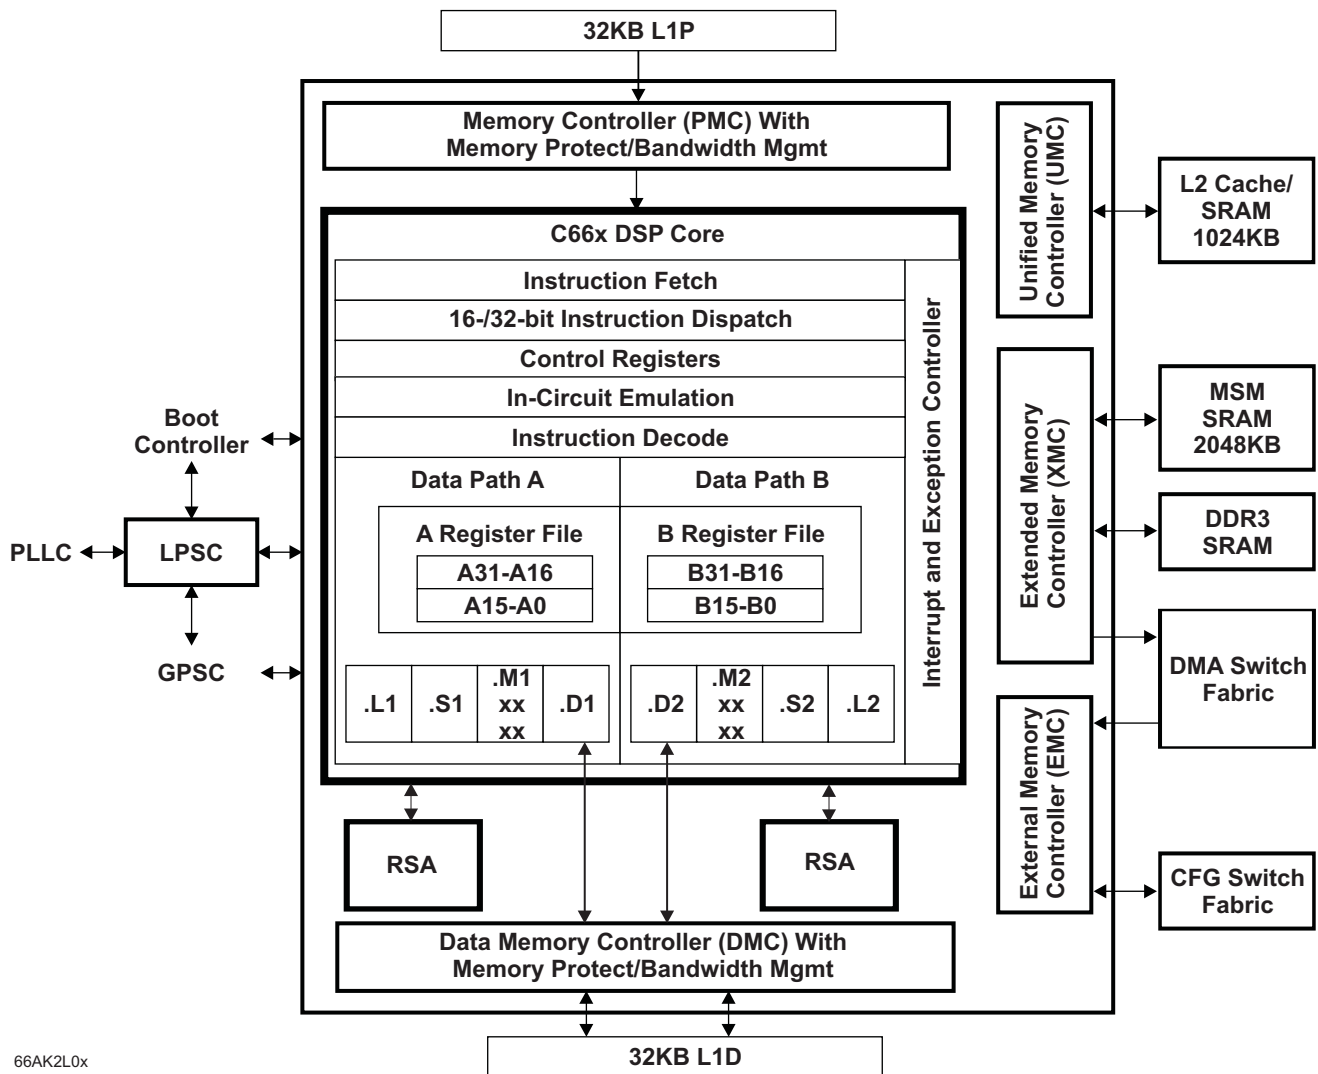 32KB L1P
Memory Controller (PMC) With
Memory Protect/Bandwidth Mgmt
C66x DSP Core
Instruction Fetch
16-/32-bit Instruction Dispatch
Control Registers
In-Circuit Emulation
Instruction Decode
Data Path A
Data Path B
A Register File
B Register File
A31-A16
A15-A0
B31-B16
B15-B0
.L1
.S1
.M1
xx
xx
.D1
.D2
.M2
xx
xx
.S2
.L2
Interrupt and Exception Controller
RSA
RSA
Data Memory Controller (DMC) With
Memory Protect/Bandwidth Mgmt
32KB L1D
Boot
Controller
PLLC
LPSC
GPSC
Unified Memory
Controller (UMC)
Extended Memory
Controller (XMC)
External Memory
Controller (EMC)
L2 Cache/
SRAM
1024KB
MSM
SRAM
2048KB
DDR3
SRAM
DMA Switch
Fabric
CFG Switch
Fabric
66AK2L0x